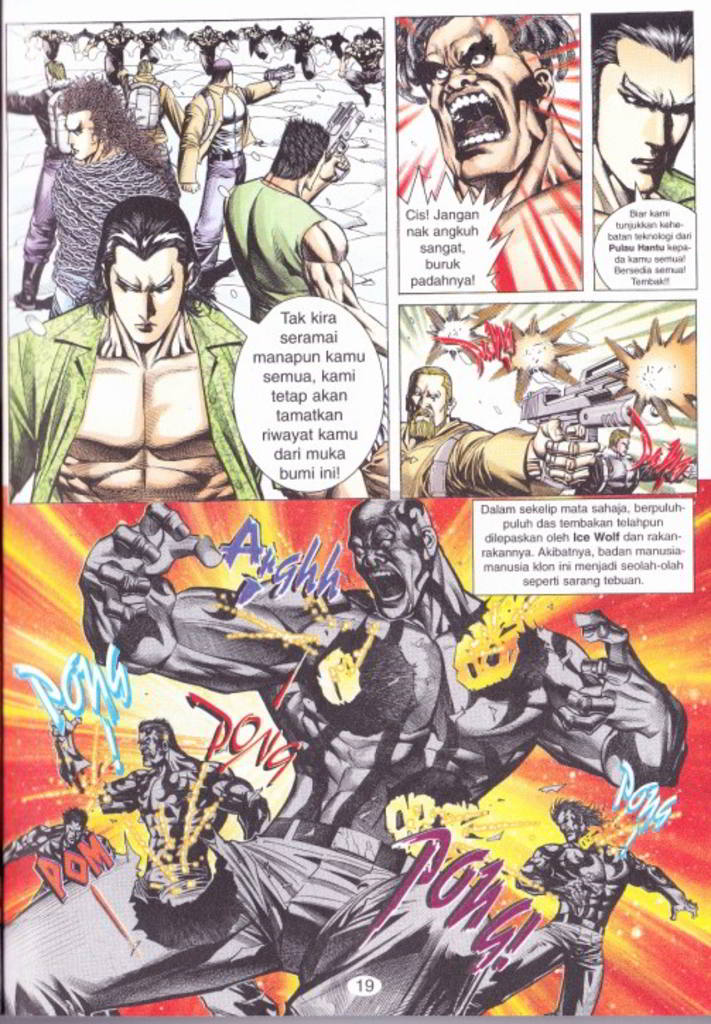 Tak kira
seramai
manapun kamu
semua, kami
tetap akan
tamatkan
riwayat kamu
dari muka
bumi ini!
Cis! Jangan
nak angkuh
sangat,
buruk
padahnya!
Biar kami
tunjukkan kehe-
batan teknologi dari
Pulau Hantu kepa-
da kamu semua!
Bersedia semua!
Tembak!!
Dalam sekelip mata sahaja, berpuluh-
puluh das tembakan telahpun
dilepaskan oleh Ice Wolf dan rakan-
rakannya. Akibatnya, badan manusia-
manusia klon ini menjadi seolah-olah
seperti sarang tebuan.
Arghh
PONG
!
PONG
PONG
POM
PONG!!
19